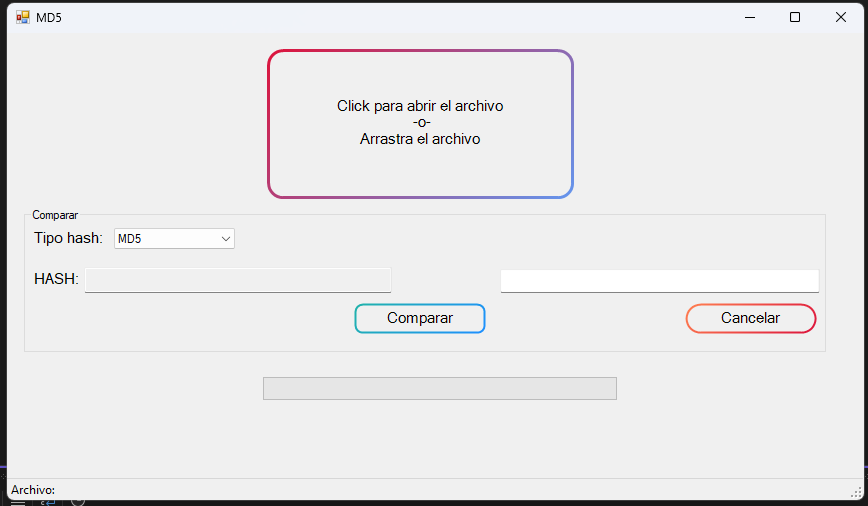 MD5
Click para abrir el archivo
-o-
Arrastra el archivo
Comparar
Tipo hash: MD5
HASH:
Comparar Cancelar
Archivo: